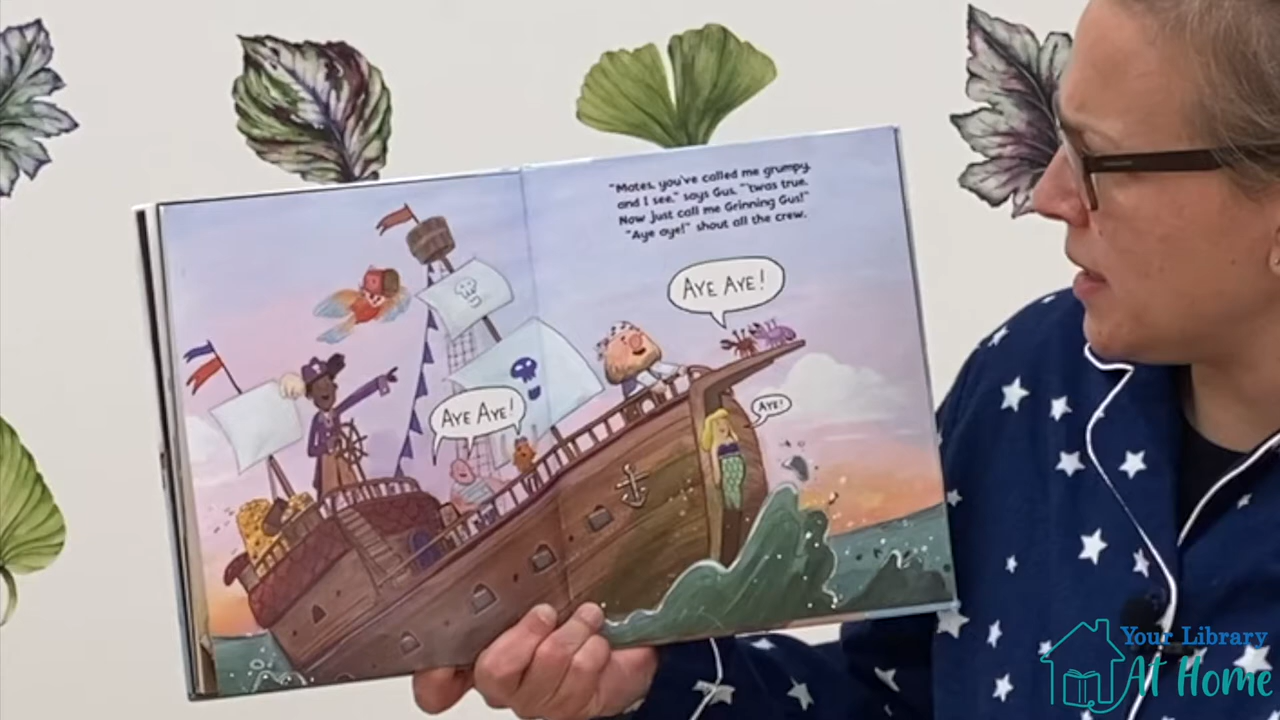 "Mates, you've called me grumpy,
and I see," says Gus, "'twas true.
Now just call me Grinning Gus!"
"Aye aye!" shout all the crew.
AYE AYE!
AYE!
AYE AYE!
Your Library
At Home